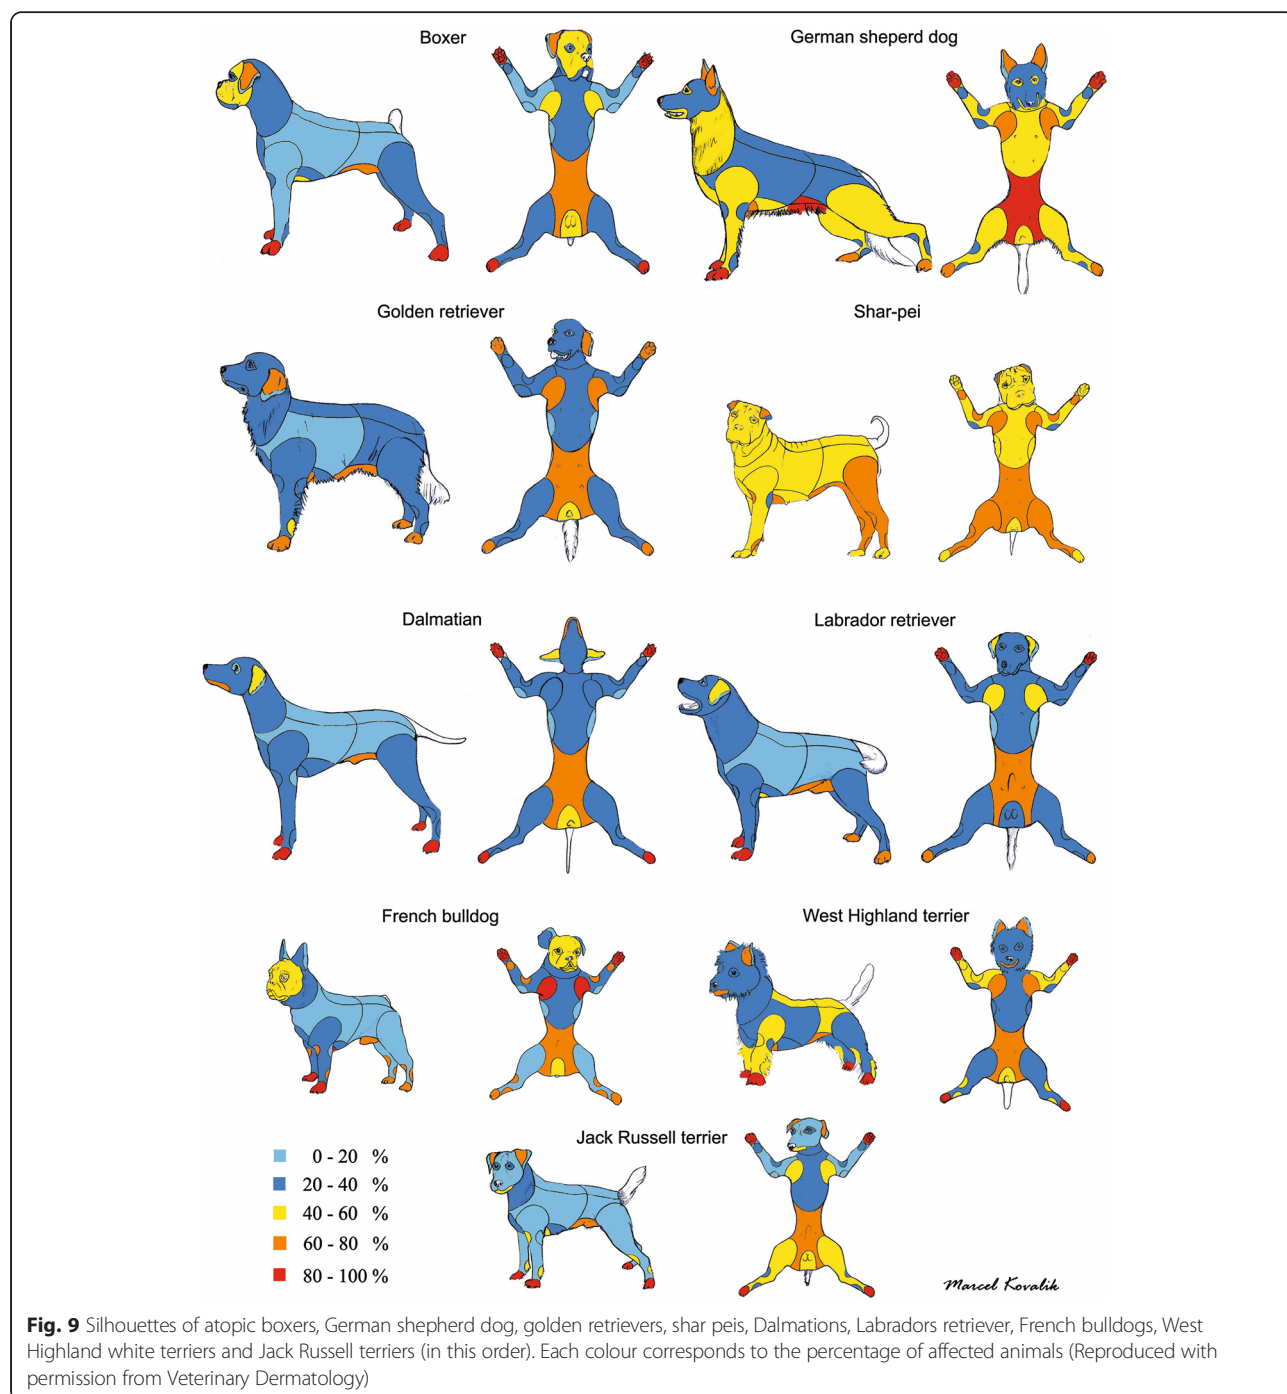 Boxer
German sheperd dog
Golden retriever
Shar-pei
Dalmatian
Labrador retriever
French bulldog
West Highland terrier
Jack Russell terrier
0 - 20 %
20 - 40 %
40 - 60 %
60 - 80 %
80 - 100 %
Marcel Kovalik
Fig. 9 Silhouettes of atopic boxers, German shepherd dog, golden retrievers, shar peis, Dalmations, Labradors retriever, French bulldogs, West
Highland white terriers and Jack Russell terriers (in this order). Each colour corresponds to the percentage of affected animals (Reproduced with
permission from Veterinary Dermatology)